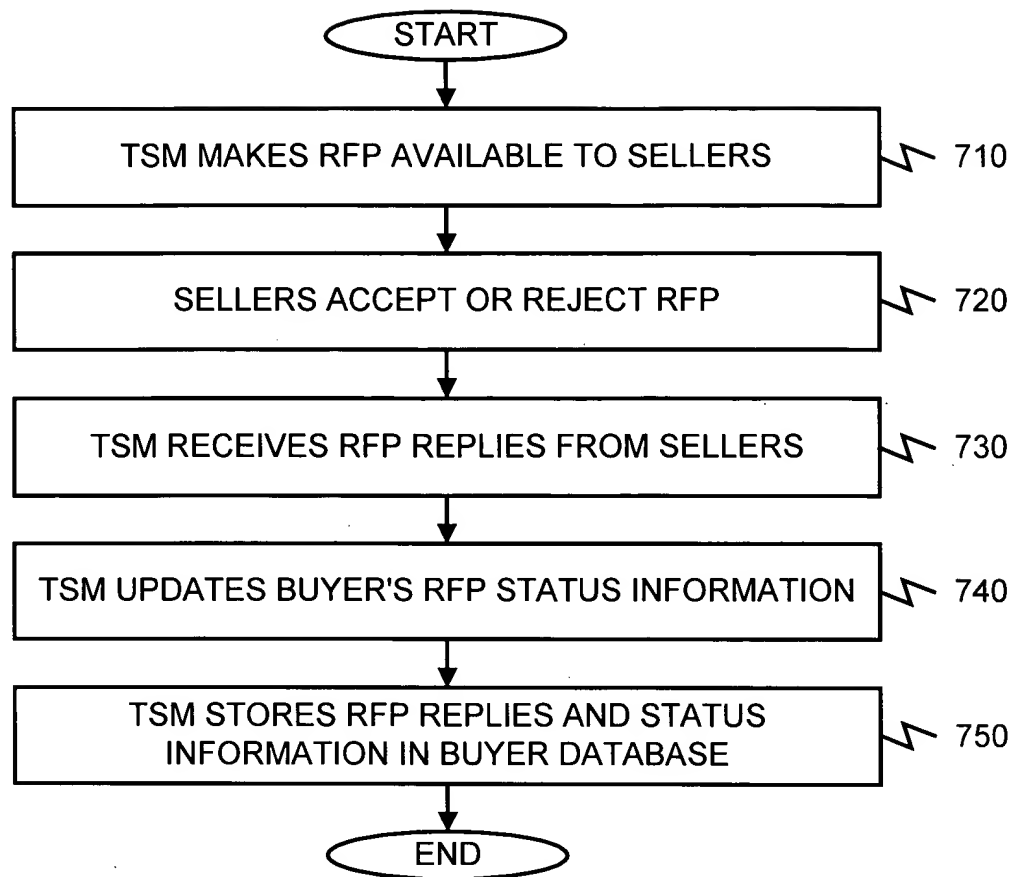 START
TSM MAKES RFP AVAILABLE TO SELLERS
710
SELLERS ACCEPT OR REJECT RFP
720
TSM RECEIVES RFP REPLIES FROM SELLERS
730
TSM UPDATES BUYER'S RFP STATUS INFORMATION
740
TSM STORES RFP REPLIES AND STATUS
INFORMATION IN BUYER DATABASE
750
END